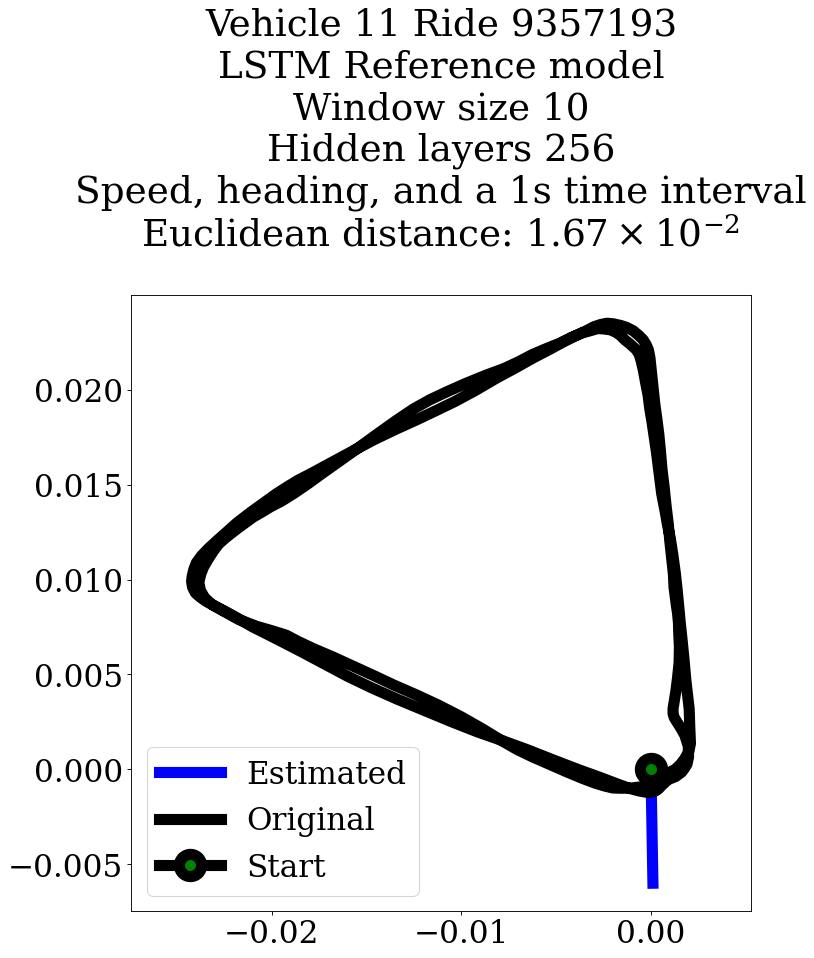 Vehicle 11 Ride 9357193
LSTM Reference model
Window size 10
Hidden layers 256
Speed, heading, and a 1s time interval
Euclidean distance: 1.67 × 10⁻²
0.020
0.015
0.010
0.005
0.000
−0.005
Estimated
Original
Start
−0.02
−0.01
0.00